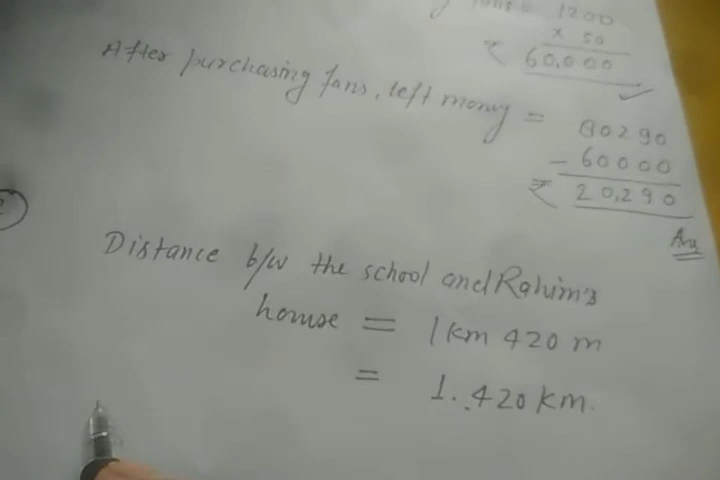 1200
x 50
₹ 60,000
After purchasing fans, left money = 80290
- 60000
₹ 20,290
Ans
Distance b/w the school and Rahim's
house = 1 km 420 m
= 1.420 km.